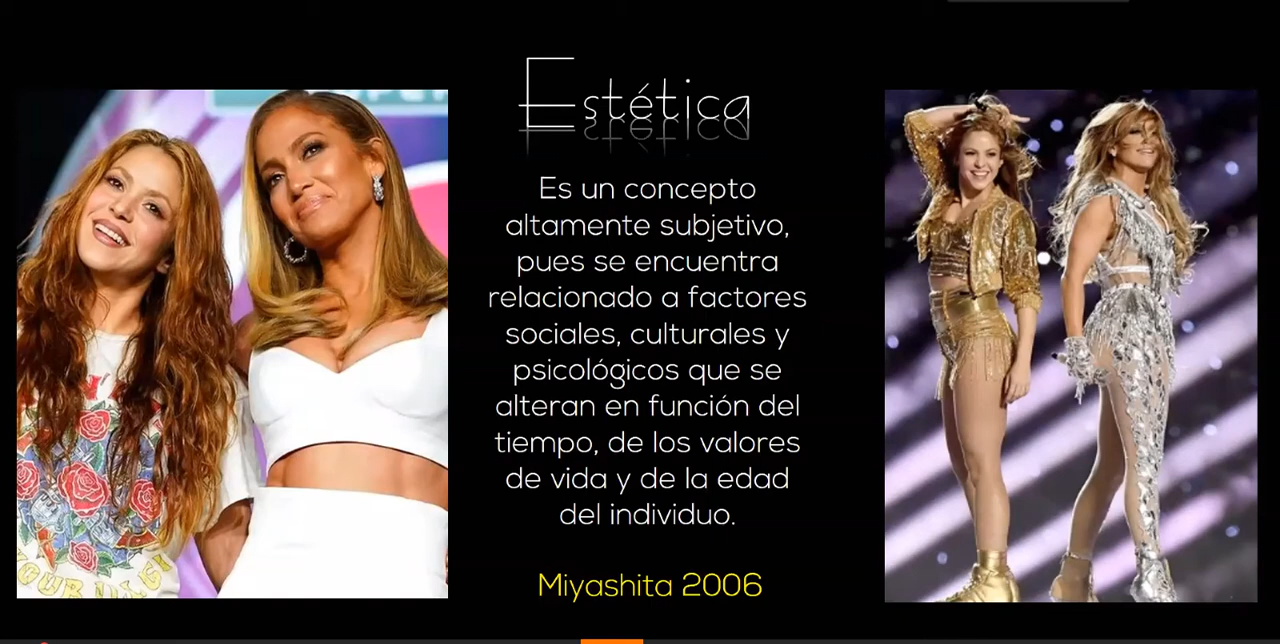 Estética
Es un concepto
altamente subjetivo,
pues se encuentra
relacionado a factores
sociales, culturales y
psicológicos que se
alteran en función del
tiempo, de los valores
de vida y de la edad
del individuo.
Miyashita 2006